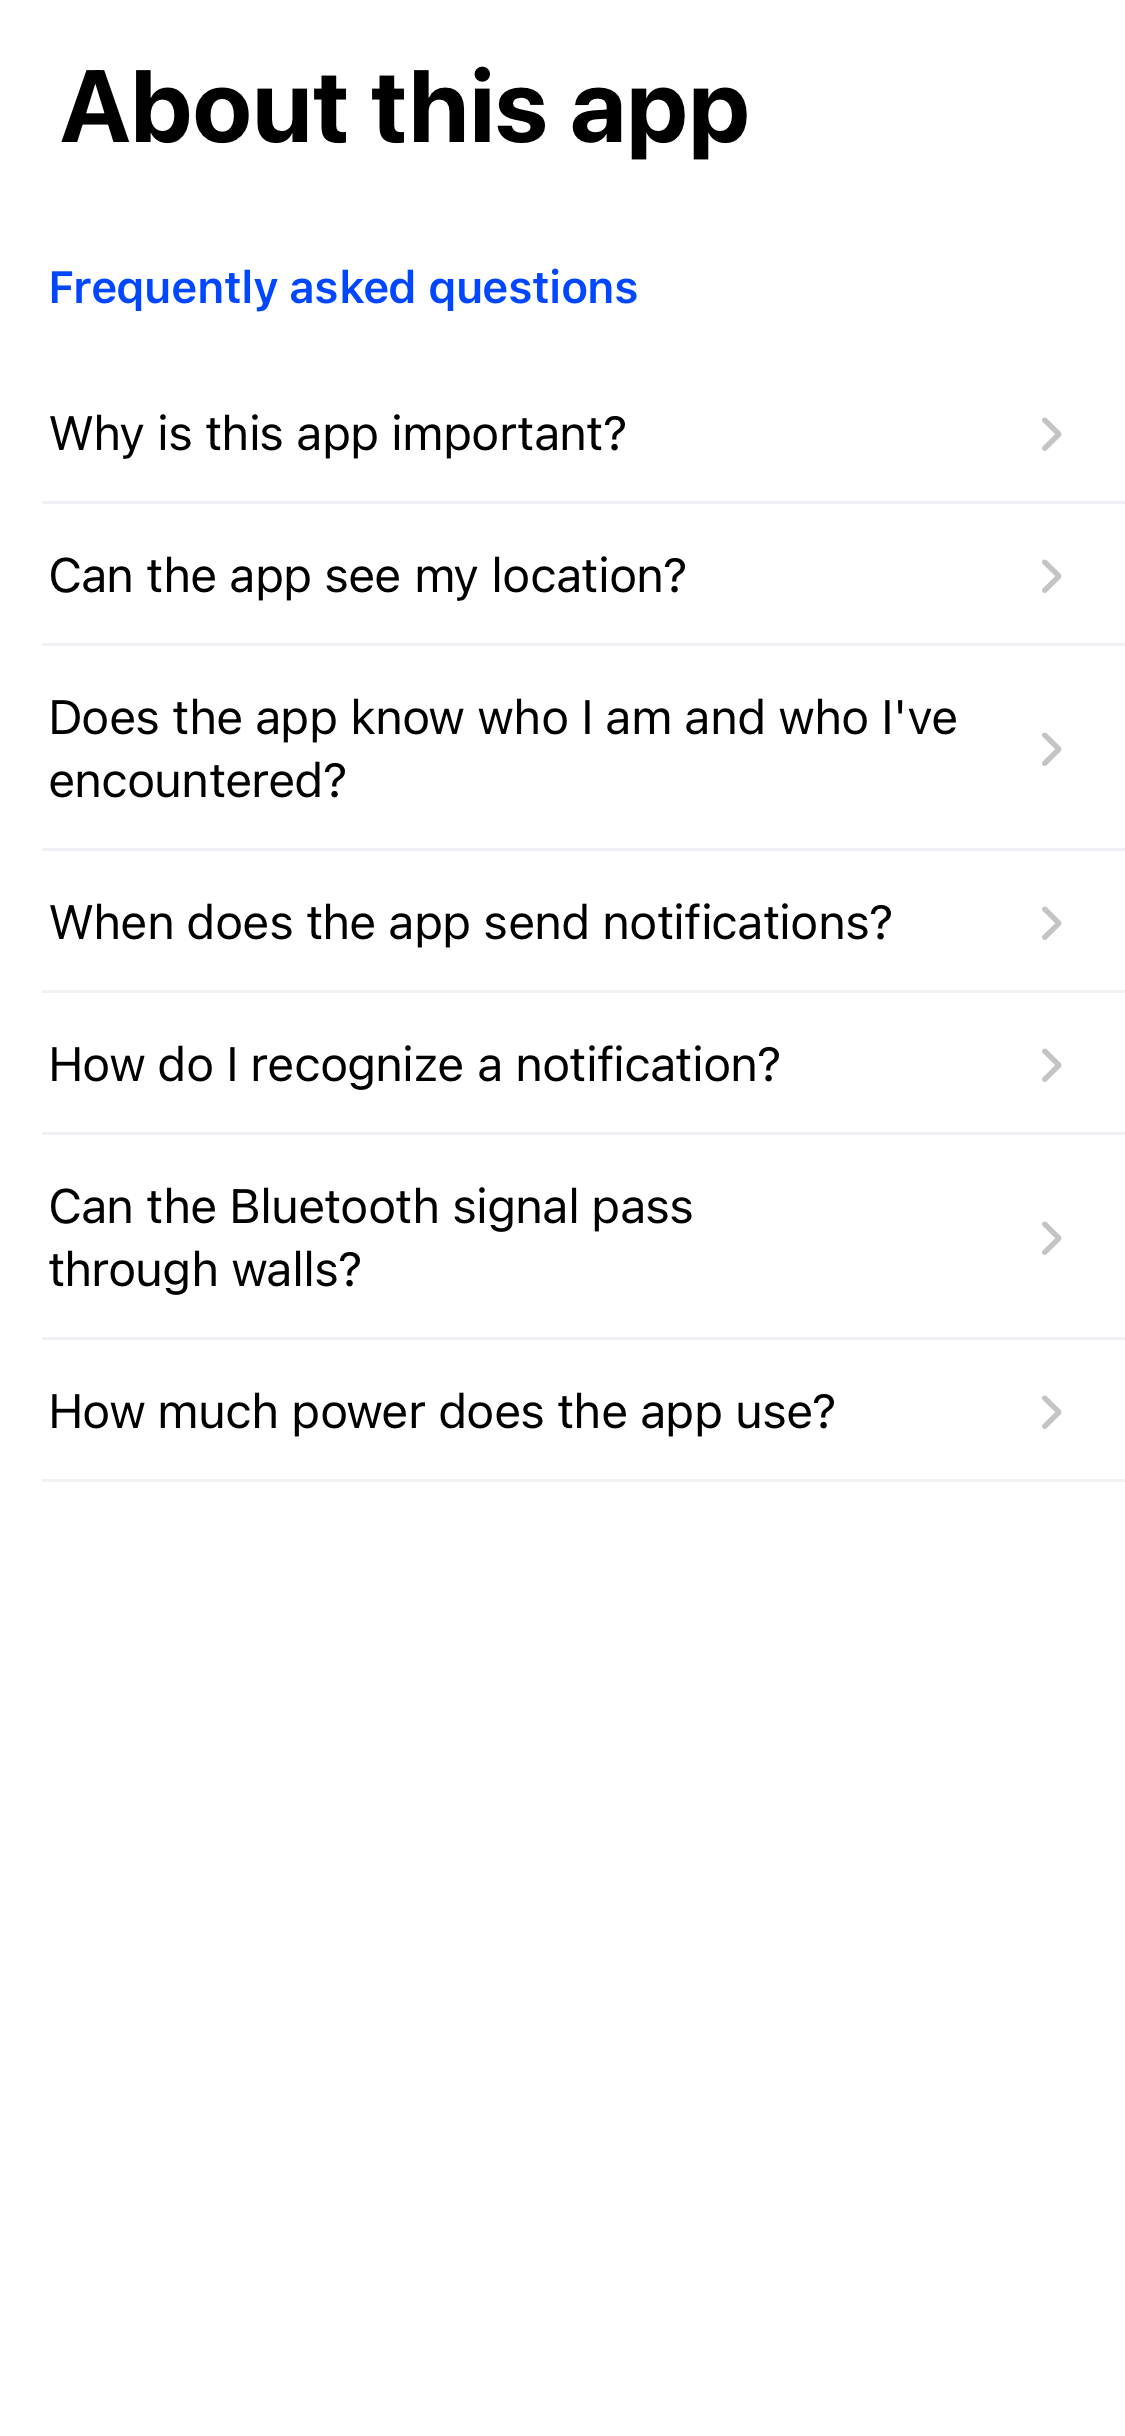 About this app
Frequently asked questions
Why is this app important?
Can the app see my location?
Does the app know who I am and who I've
encountered?
When does the app send notifications?
How do I recognize a notification?
Can the Bluetooth signal pass
through walls?
How much power does the app use?